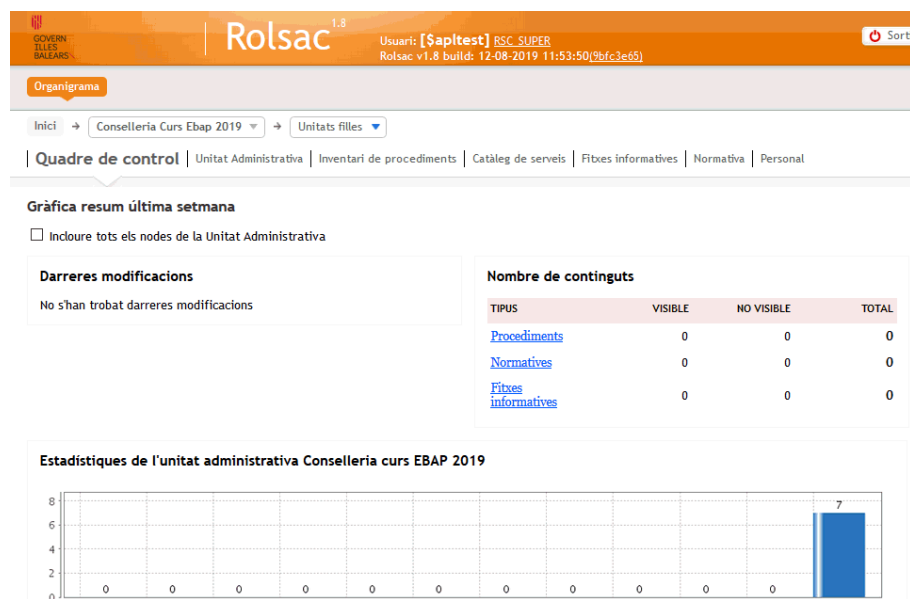 GOVERN
ILLES
BALEARS
Rolsac 1.8
Usuari: [$apltest] RSC_SUPER
Rolsac v1.8 build: 12-08-2019 11:53:50(9bfc3e65)
Sort
Organigrama
Inici → Conselleria Curs Ebap 2019 ▼ → Unitats filles ▼
Quadre de control | Unitat Administrativa | Inventari de procediments | Catàleg de serveis | Fitxes informatives | Normativa | Personal
Gràfica resum última setmana
Incloure tots els nodes de la Unitat Administrativa
Darreres modificacions
No s'han trobat darreres modificacions
Nombre de continguts
TIPUS VISIBLE NO VISIBLE TOTAL
Procediments 0 0 0
Normatives 0 0 0
Fitxes
informatives 0 0 0
Estadístiques de l'unitat administrativa Conselleria curs EBAP 2019
8
7
6
4
2
0 0 0 0 0 0 0 0 0 0 0
0